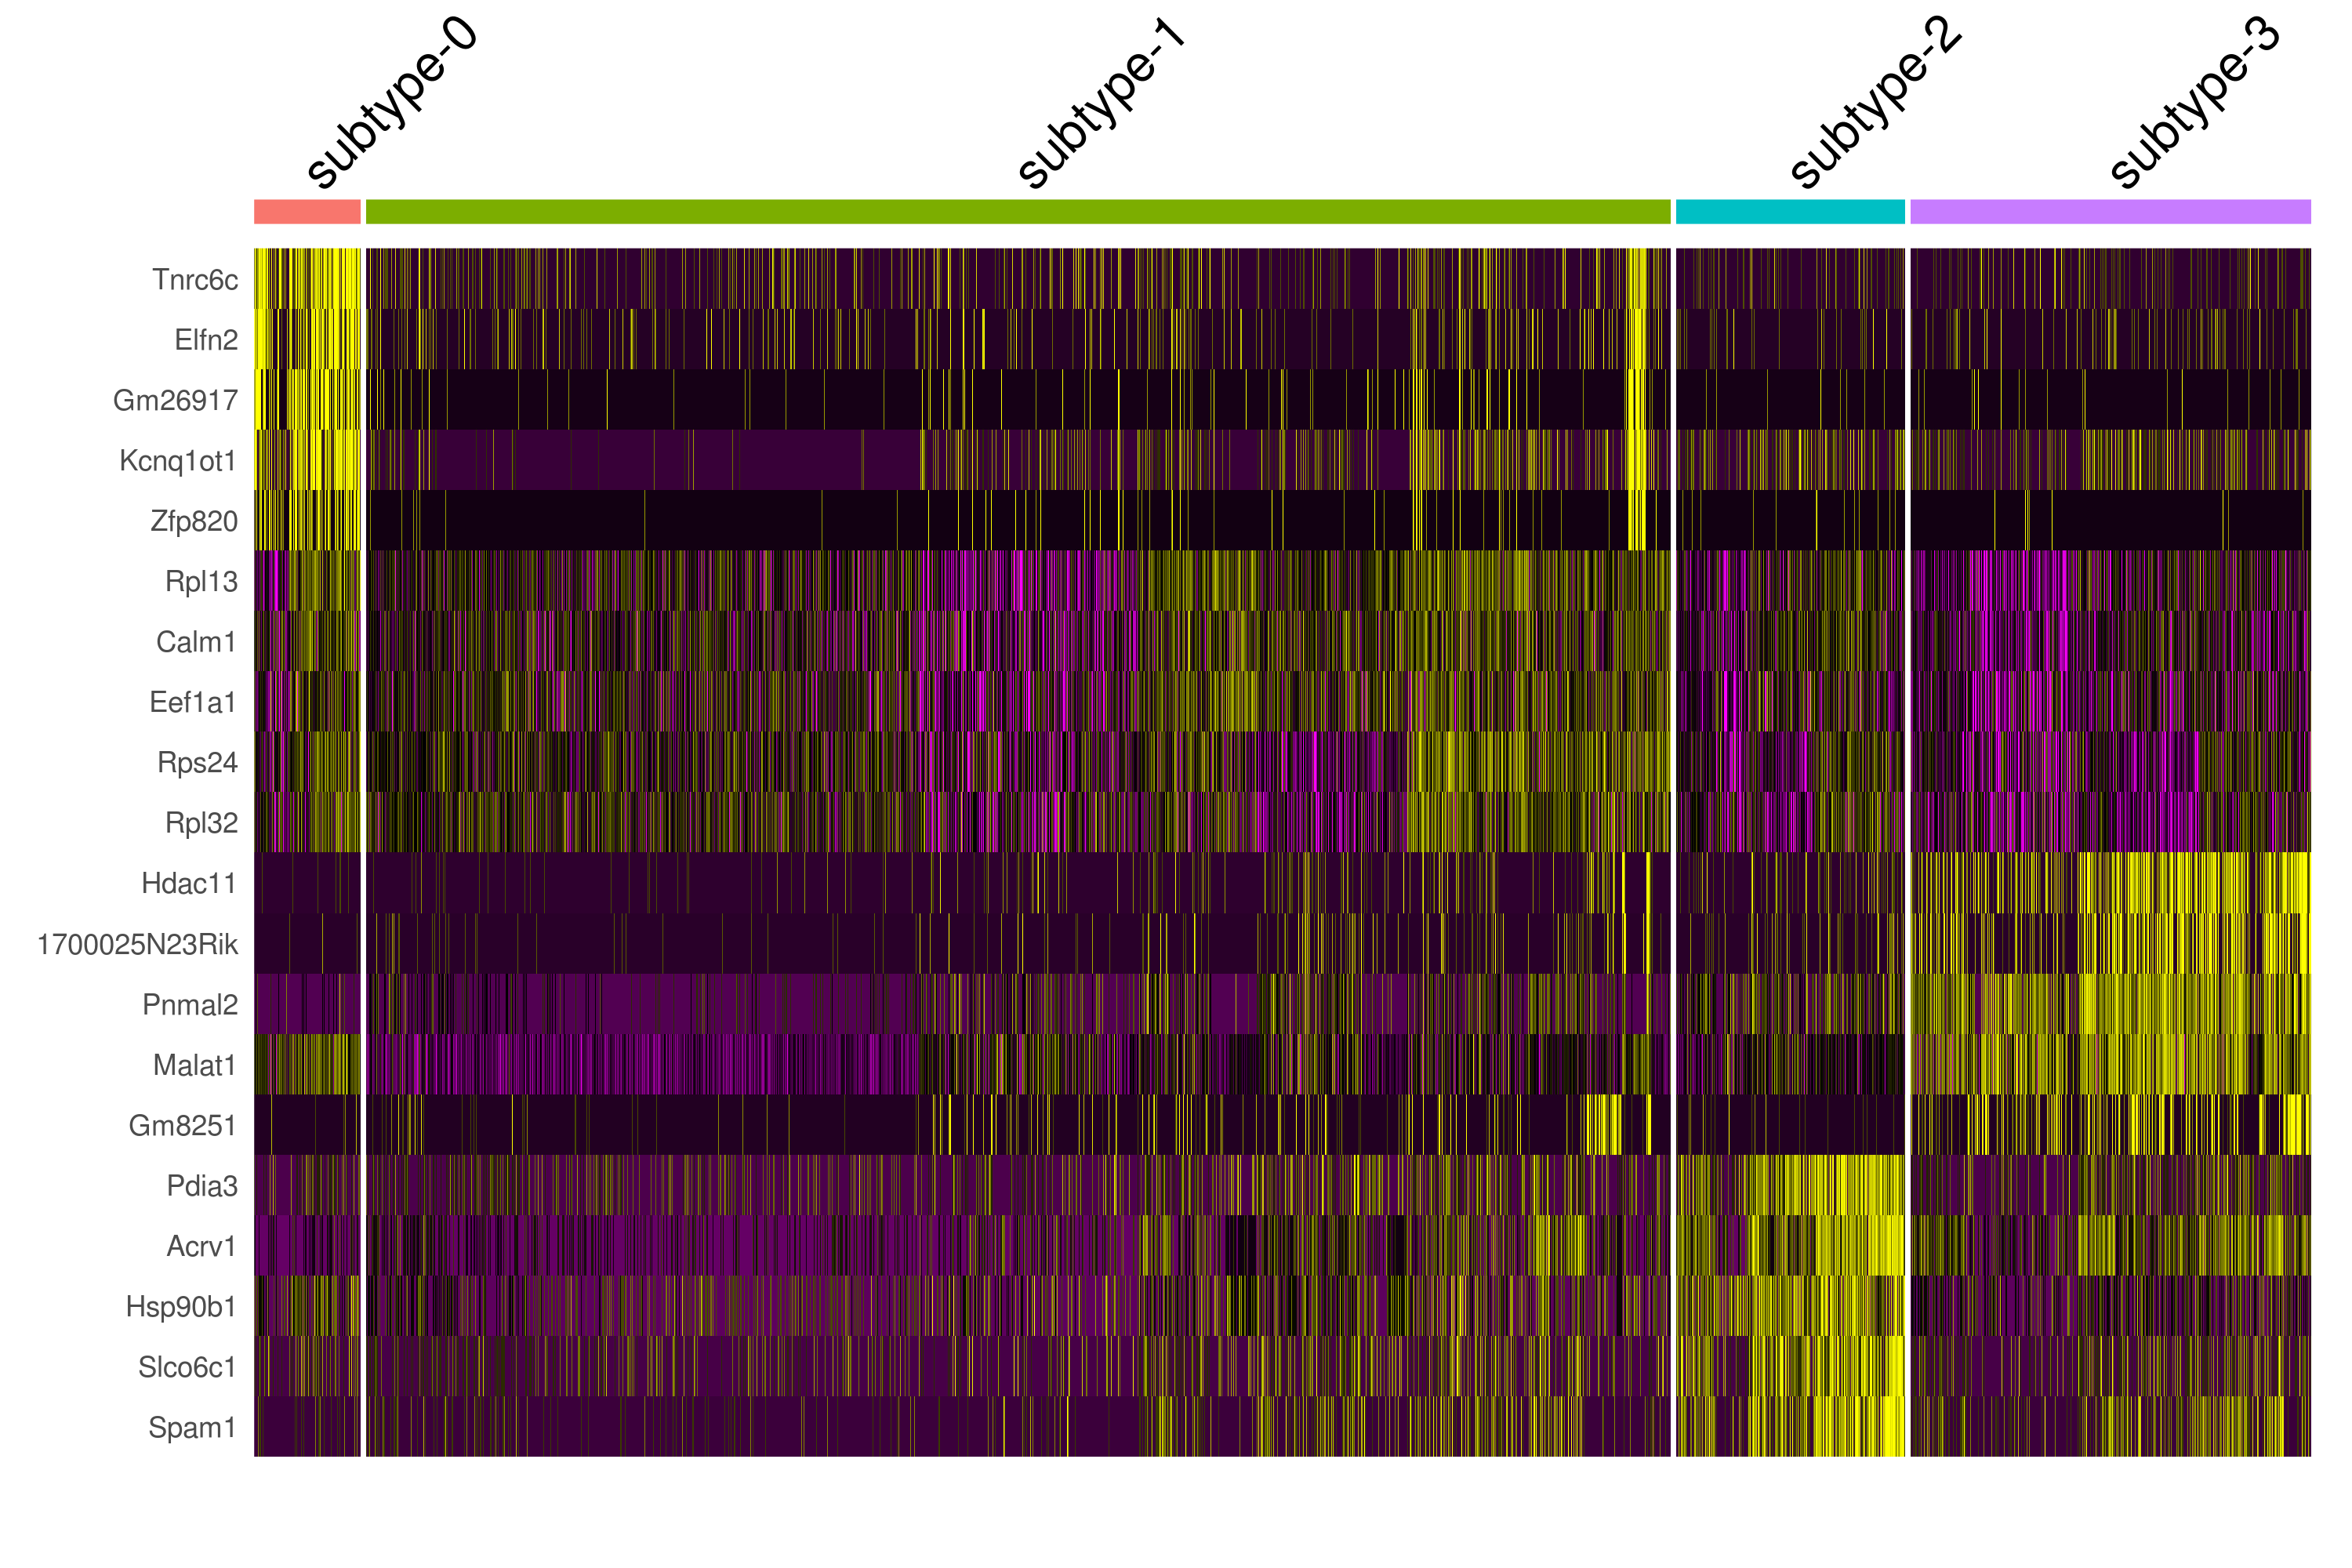 subtype-0
subtype-1
subtype-2
subtype-3
Tnrc6c
Elfn2
Gm26917
Kcnq1ot1
Zfp820
Rpl13
Calm1
Eef1a1
Rps24
Rpl32
Hdac11
1700025N23Rik
Pnmal2
Malat1
Gm8251
Pdia3
Acrv1
Hsp90b1
Slco6c1
Spam1